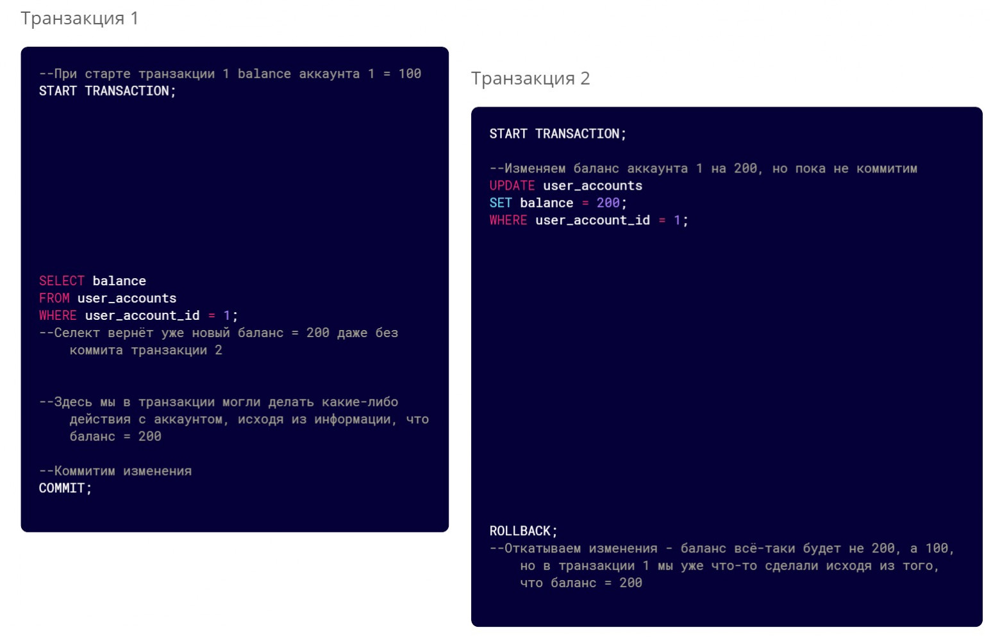 Транзакция 1
--При старте транзакции 1 balance аккаунта 1 = 100
START TRANSACTION;
SELECT balance
FROM user_accounts
WHERE user_account_id = 1;
--Селект вернёт уже новый баланс = 200 даже без
коммита транзакции 2
--Здесь мы в транзакции могли делать какие-либо
действия с аккаунтом, исходя из информации, что
баланс = 200
--Коммитим изменения
COMMIT;
Транзакция 2
START TRANSACTION;
--Изменяем баланс аккаунта 1 на 200, но пока не коммитим
UPDATE user_accounts
SET balance = 200;
WHERE user_account_id = 1;
ROLLBACK;
--Откатываем изменения - баланс всё-таки будет не 200, а 100,
но в транзакции 1 мы уже что-то сделали исходя из того,
что баланс = 200